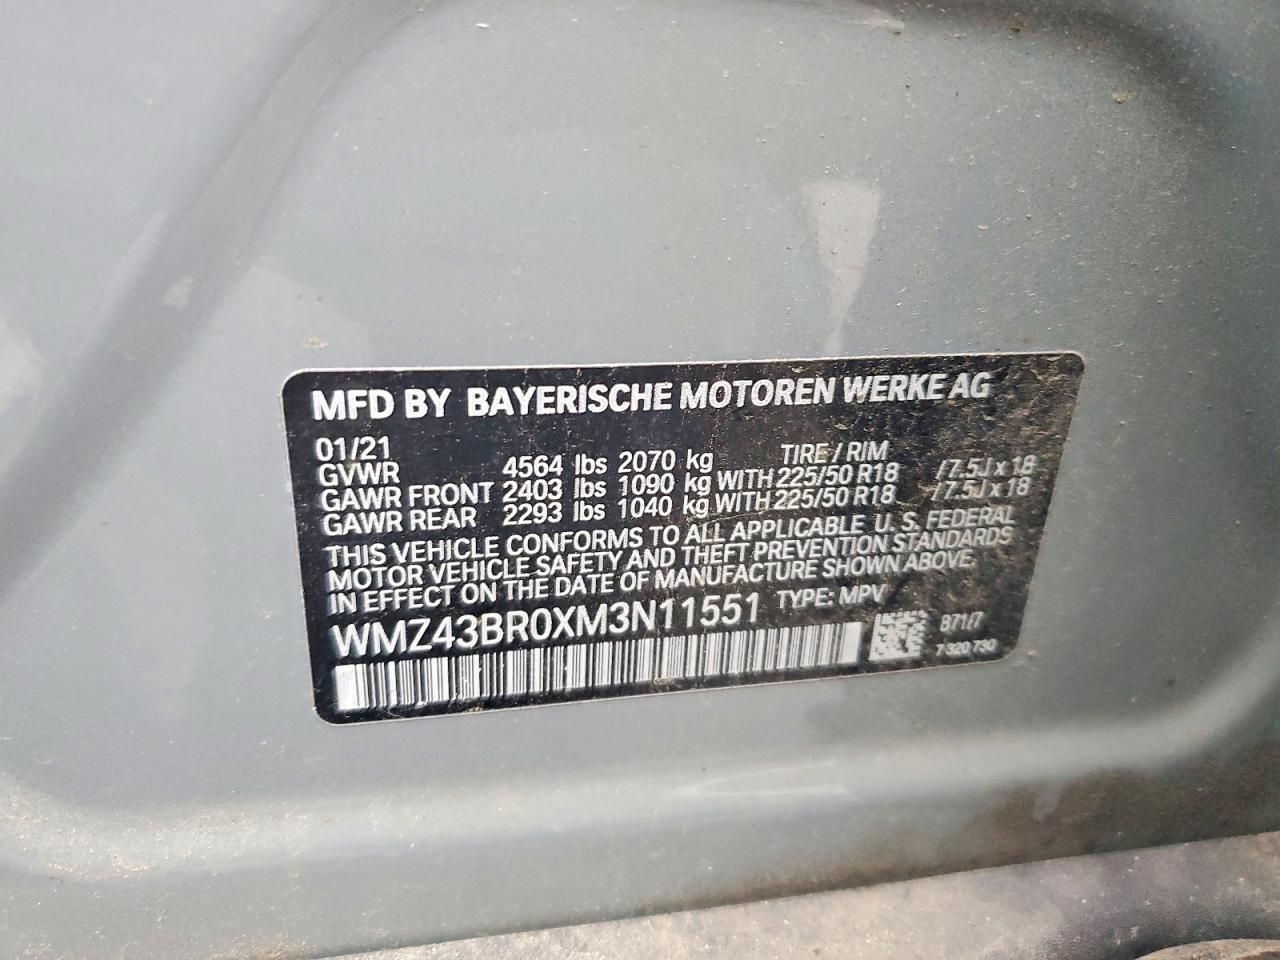 MFD BY BAYERISCHE MOTOREN WERKE AG
01/21 TIRE / RIM
GVWR 4564 lbs 2070 kg
GAWR FRONT 2403 lbs 1090 kg WITH 225/50 R18 / 7.5J x 18
GAWR REAR 2293 lbs 1040 kg WITH 225/50 R18 / 7.5J x 18
THIS VEHICLE CONFORMS TO ALL APPLICABLE U.S. FEDERAL
MOTOR VEHICLE SAFETY AND THEFT PREVENTION STANDARDS
IN EFFECT ON THE DATE OF MANUFACTURE SHOWN ABOVE.
WMZ43BR0XM3N11551 TYPE: MPV
871/7
7 320 730